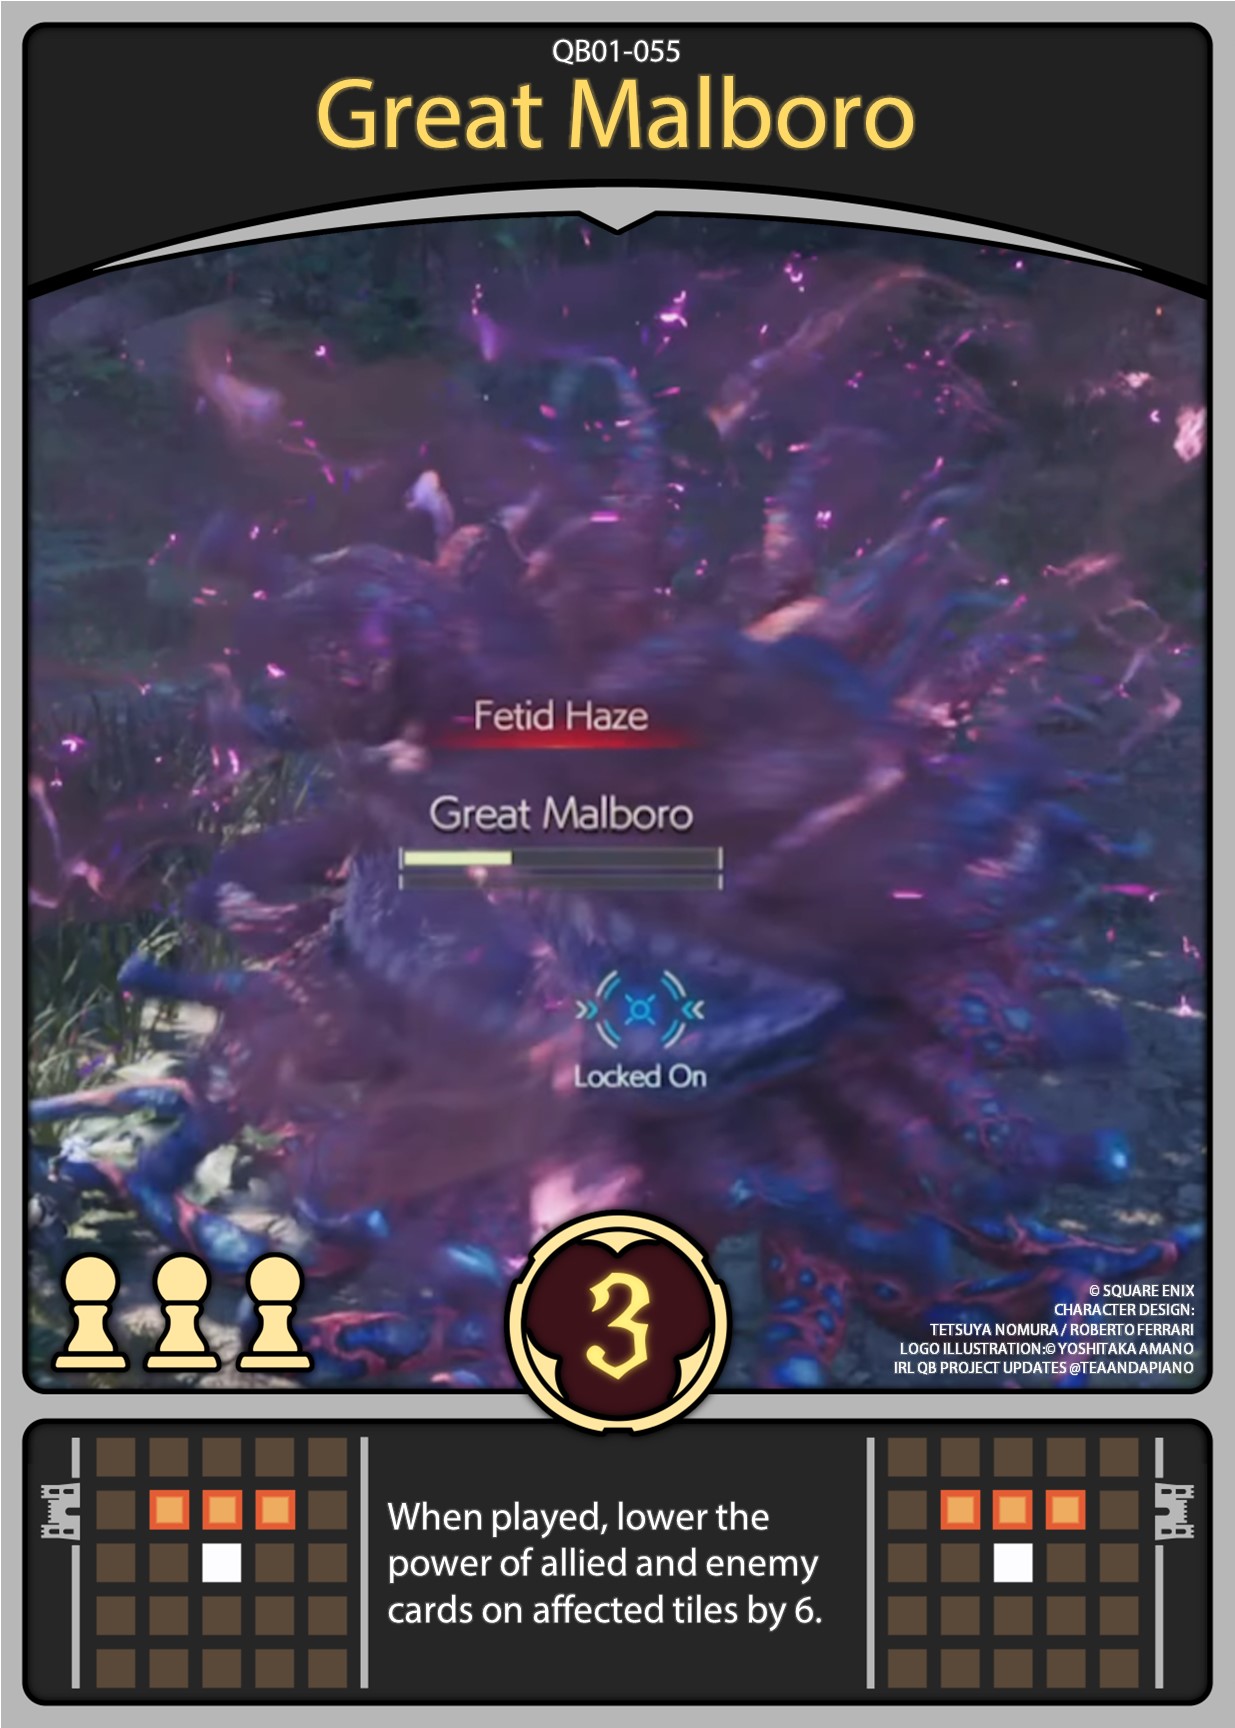 QB01-055
Great Malboro
Fetid Haze
Great Malboro
Locked On
3
© SQUARE ENIX
CHARACTER DESIGN:
TETSUYA NOMURA / ROBERTO FERRARI
LOGO ILLUSTRATION:© YOSHITAKA AMANO
IRL QB PROJECT UPDATES @TEAANDAPIANO
When played, lower the
power of allied and enemy
cards on affected tiles by 6.